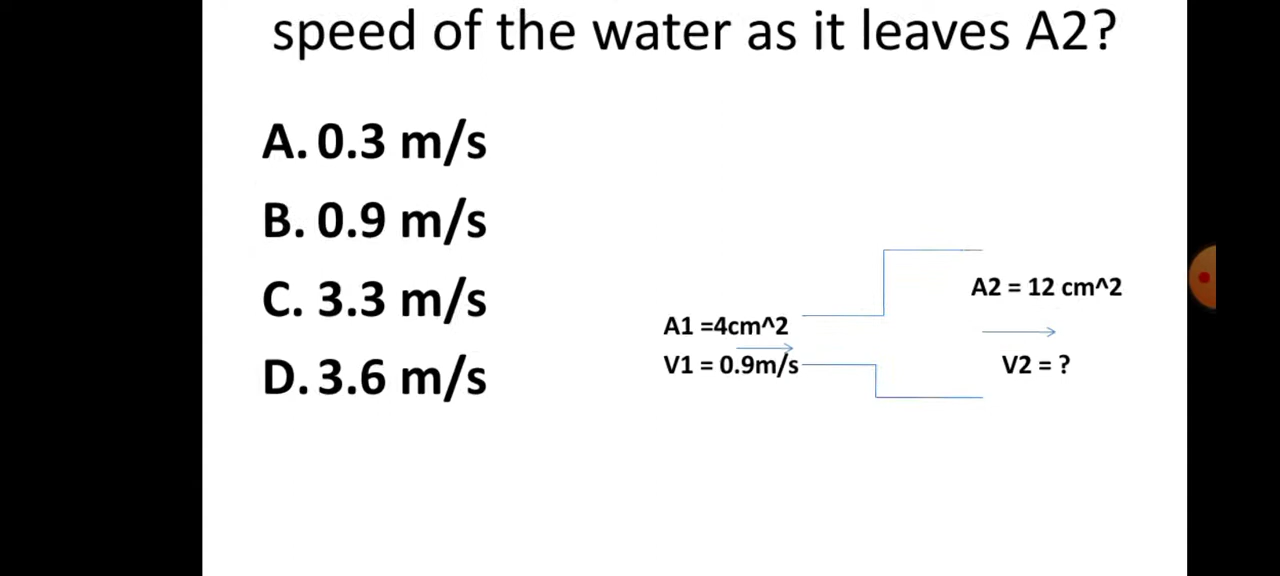 speed of the water as it leaves A2?
A. 0.3 m/s
B. 0.9 m/s
C. 3.3 m/s
D. 3.6 m/s
A1 =4cm^2
V1 = 0.9m/s
A2 = 12 cm^2
V2 = ?